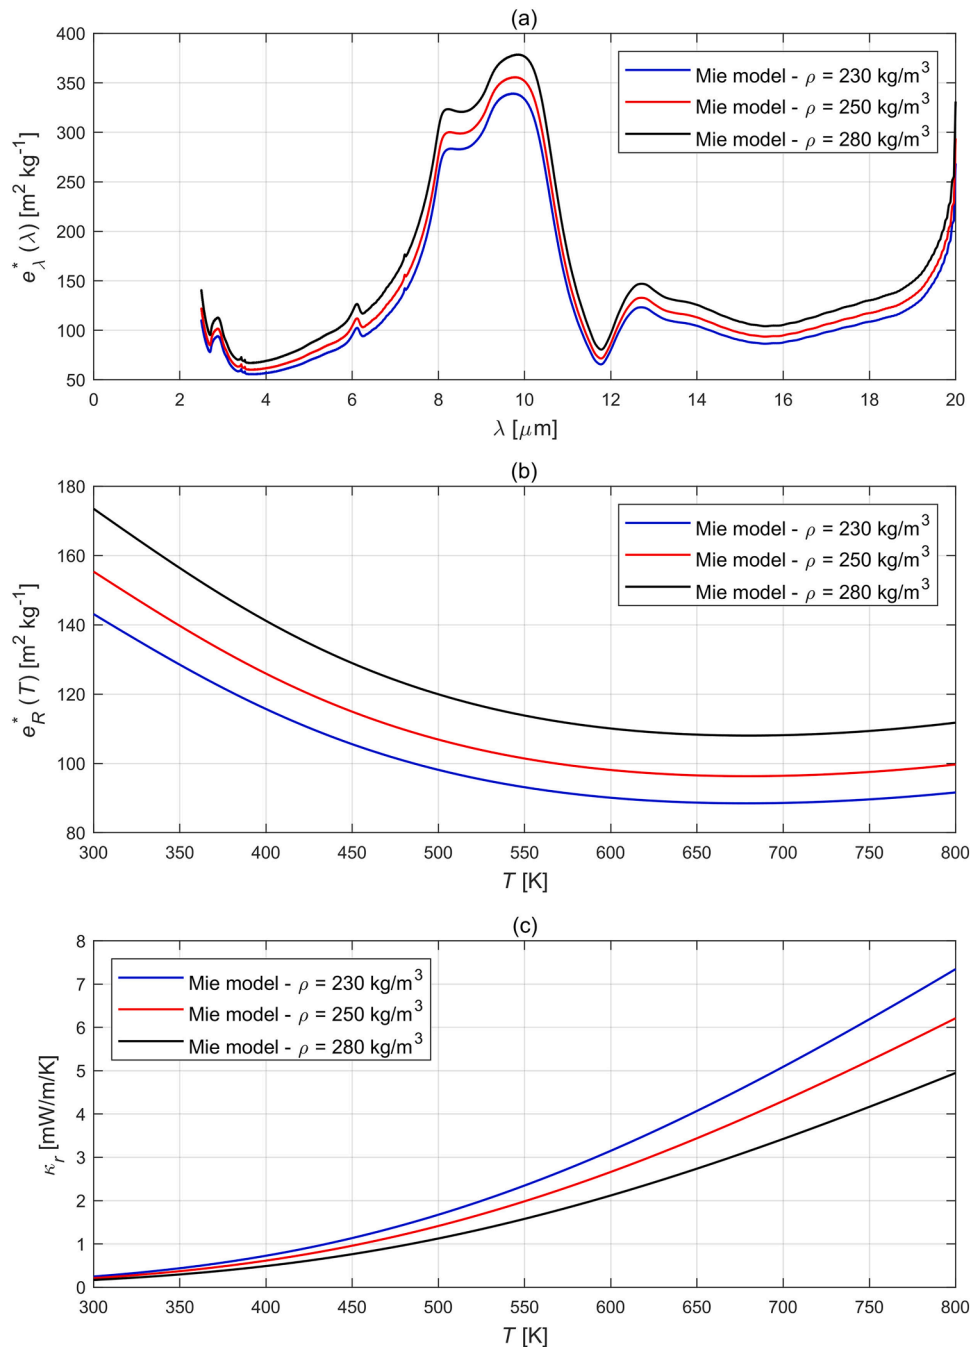 (a)
400
350
300
250
200
150
100
50
e*λ (λ) [m² kg⁻¹]
Mie model - ρ = 230 kg/m³
Mie model - ρ = 250 kg/m³
Mie model - ρ = 280 kg/m³
0 2 4 6 8 10 12 14 16 18 20
λ [μm]
(b)
180
160
140
120
100
80
e*R (T) [m² kg⁻¹]
Mie model - ρ = 230 kg/m³
Mie model - ρ = 250 kg/m³
Mie model - ρ = 280 kg/m³
300 350 400 450 500 550 600 650 700 750 800
T [K]
(c)
8
7
6
5
4
3
2
1
0
κr [mW/m/K]
Mie model - ρ = 230 kg/m³
Mie model - ρ = 250 kg/m³
Mie model - ρ = 280 kg/m³
300 350 400 450 500 550 600 650 700 750 800
T [K]